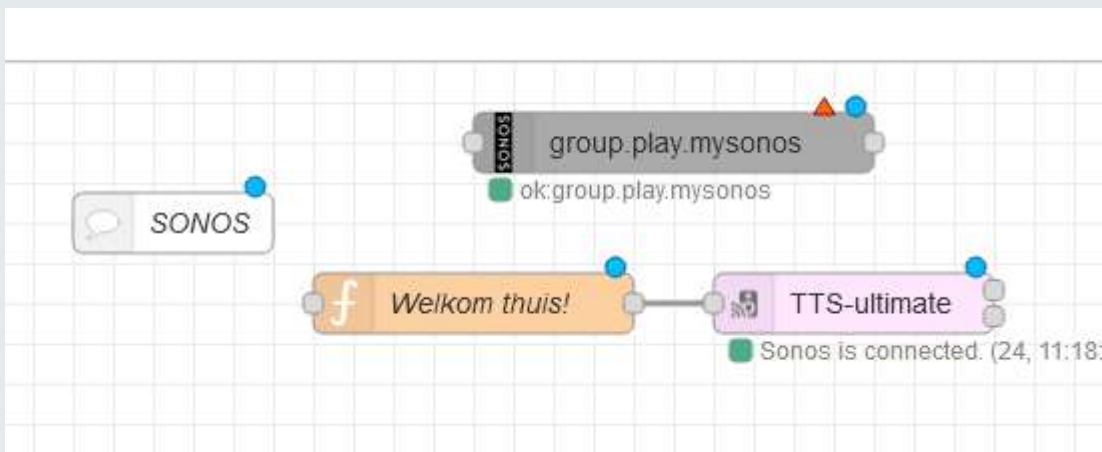 SONOS
group.play.mysonos
ok:group.play.mysonos
SONOS
Welkom thuis!
TTS-ultimate
Sonos is connected. (24, 11:18: